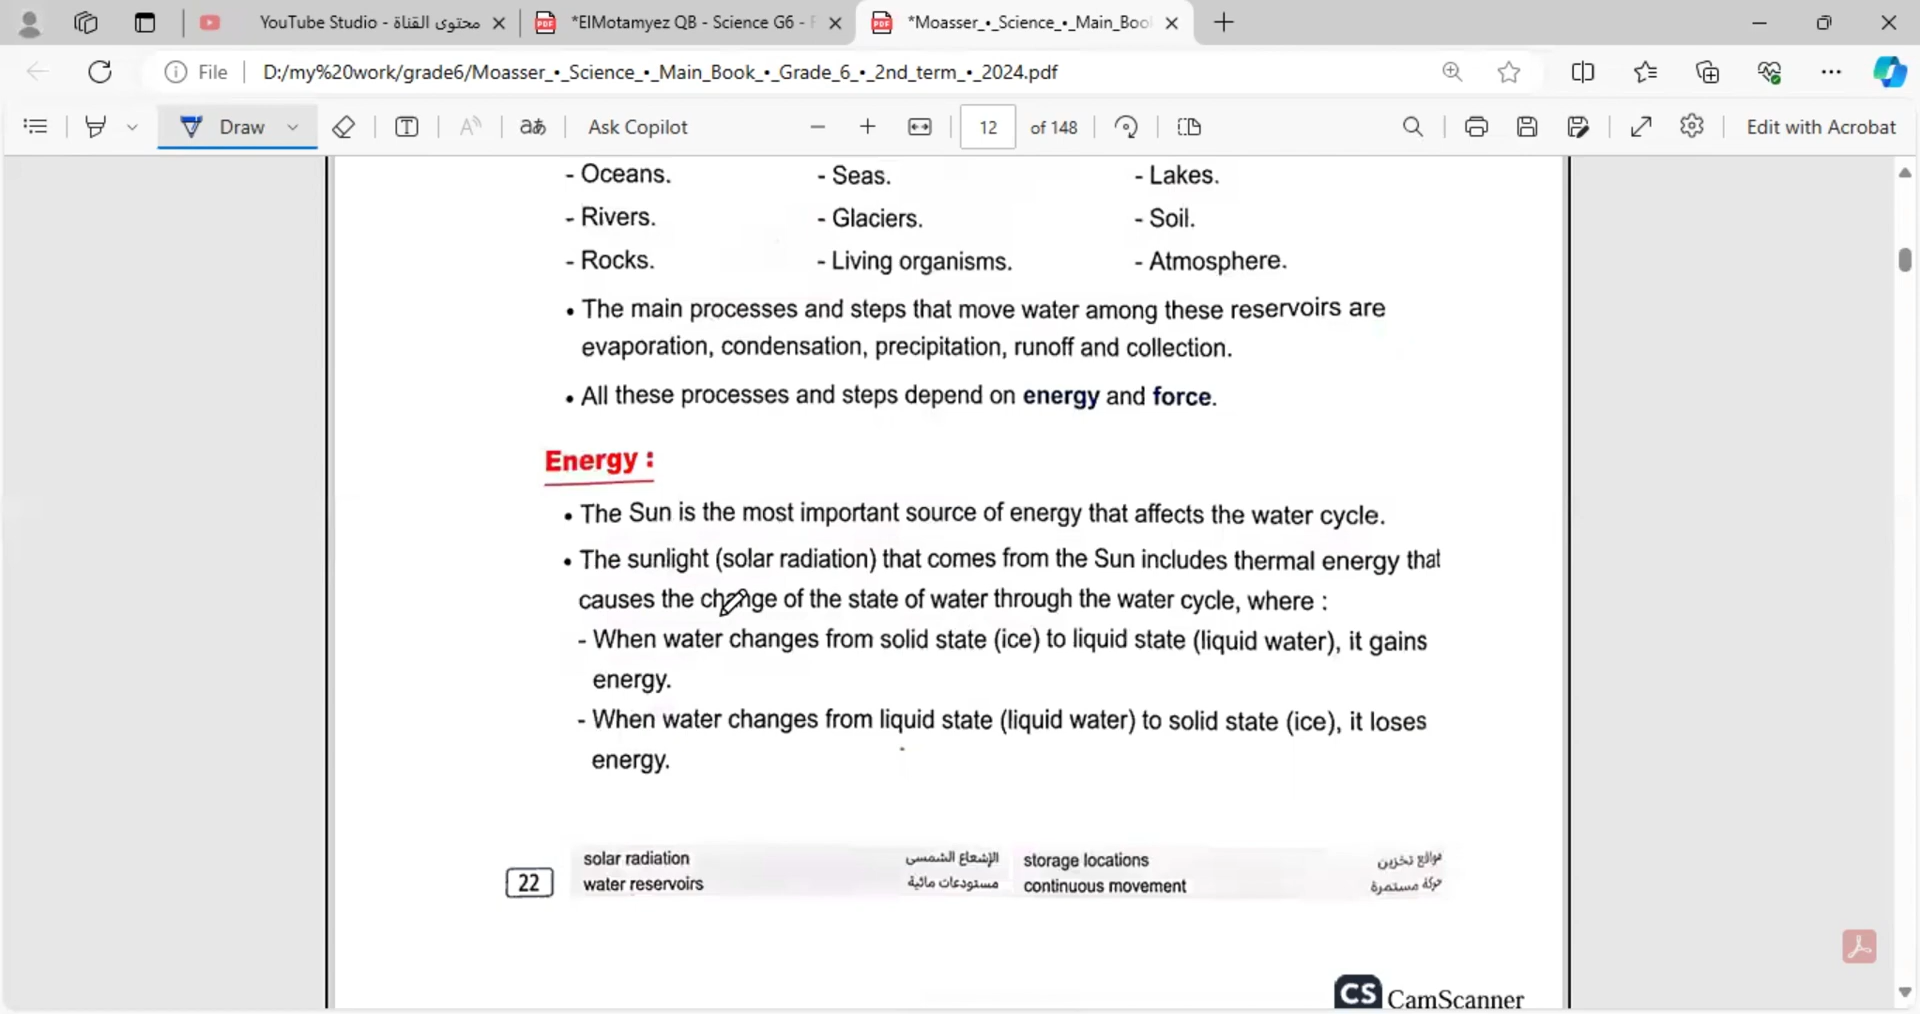 YouTube Studio - محتوى القناة
*ElMotamyez QB - Science G6 - F
*Moasser_•_Science_•_Main_Boo
File
D:/my%20work/grade6/Moasser_•_Science_•_Main_Book_•_Grade_6_•_2nd_term_•_2024.pdf
Draw
Ask Copilot
12
of 148
Edit with Acrobat
- Oceans. - Seas. - Lakes.
- Rivers. - Glaciers. - Soil.
- Rocks. - Living organisms. - Atmosphere.
• The main processes and steps that move water among these reservoirs are
evaporation, condensation, precipitation, runoff and collection.
• All these processes and steps depend on energy and force.
Energy :
• The Sun is the most important source of energy that affects the water cycle.
• The sunlight (solar radiation) that comes from the Sun includes thermal energy that
causes the change of the state of water through the water cycle, where :
- When water changes from solid state (ice) to liquid state (liquid water), it gains
energy.
- When water changes from liquid state (liquid water) to solid state (ice), it loses
energy.
solar radiation الإشعاع الشمسى storage locations مواقع تخزين
22
water reservoirs مستودعات مائية continuous movement حركة مستمرة
CS CamScanner